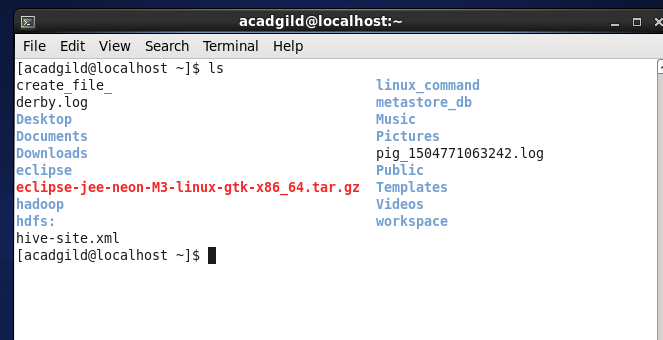 acadgild@localhost:~
File Edit View Search Terminal Help
[acadgild@localhost ~]$ ls
create_file_ linux_command
derby.log metastore_db
Desktop Music
Documents Pictures
Downloads pig_1504771063242.log
eclipse Public
eclipse-jee-neon-M3-linux-gtk-x86_64.tar.gz Templates
hadoop Videos
hdfs: workspace
hive-site.xml
[acadgild@localhost ~]$